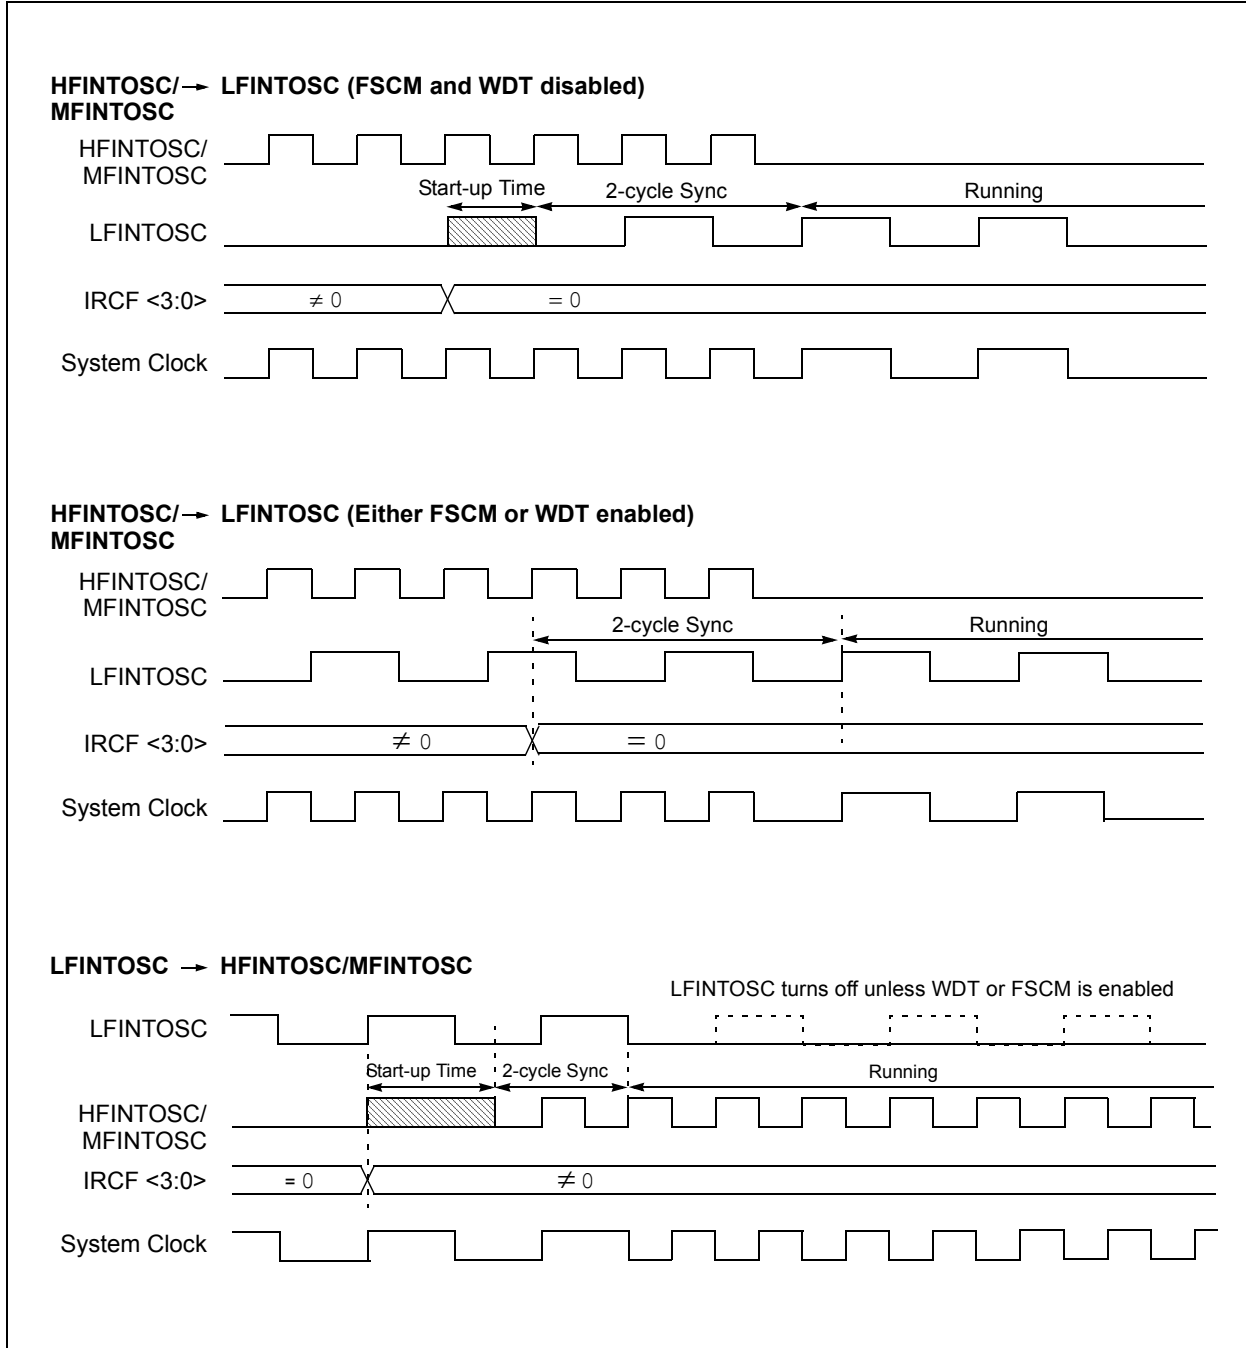 HFINTOSC/→ LFINTOSC (FSCM and WDT disabled)
MFINTOSC
HFINTOSC/
MFINTOSC
Start-up Time 2-cycle Sync Running
LFINTOSC
IRCF <3:0> ≠ 0 = 0
System Clock
HFINTOSC/→ LFINTOSC (Either FSCM or WDT enabled)
MFINTOSC
HFINTOSC/
MFINTOSC
2-cycle Sync Running
LFINTOSC
IRCF <3:0> ≠ 0 = 0
System Clock
LFINTOSC → HFINTOSC/MFINTOSC
LFINTOSC turns off unless WDT or FSCM is enabled
LFINTOSC
Start-up Time 2-cycle Sync Running
HFINTOSC/
MFINTOSC
IRCF <3:0> = 0 ≠ 0
System Clock